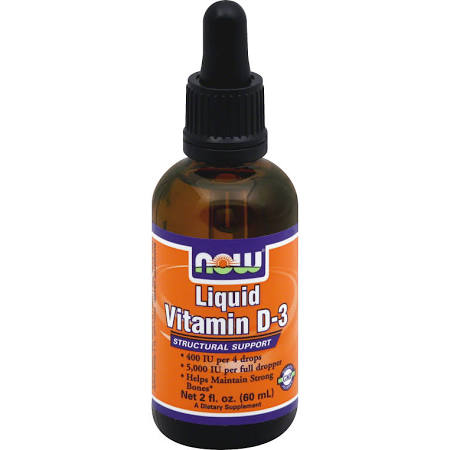 NOW
Liquid
Vitamin D-3
STRUCTURAL SUPPORT
• 400 IU per 4 drops
• 5,000 IU per full dropper
• Helps Maintain Strong
Bones*
Net 2 fl. oz. (60 mL)
A Dietary Supplement